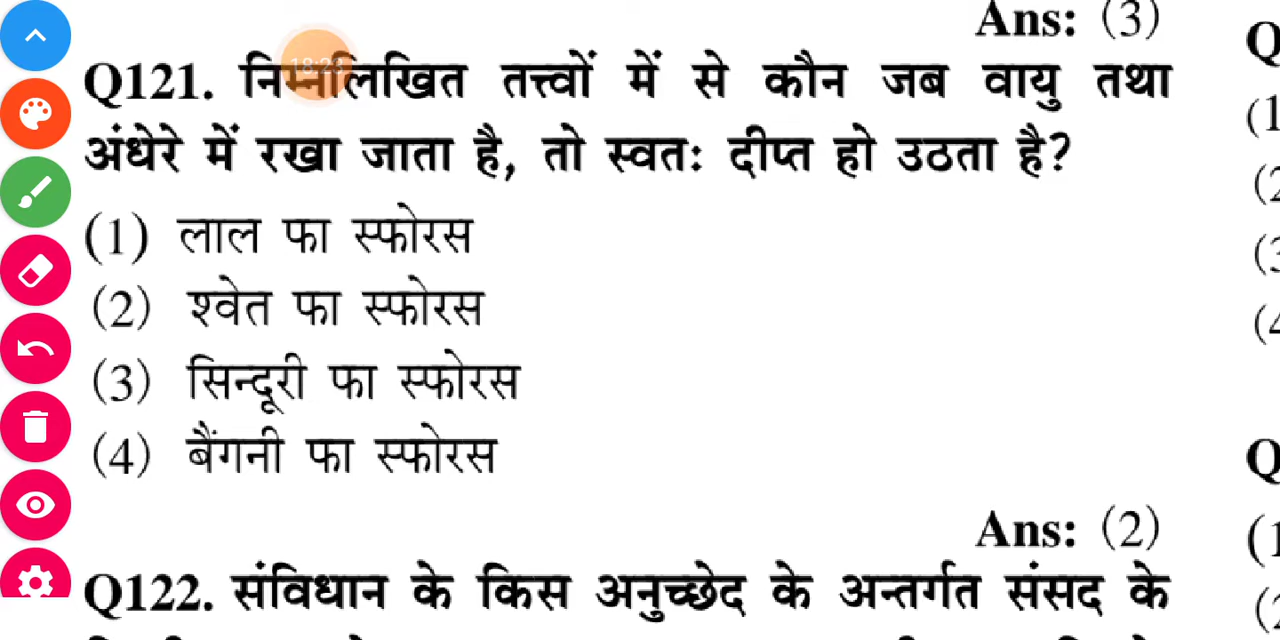 Ans: (3)
Q121. निम्नलिखित तत्त्वों में से कौन जब वायु तथा
अंधेरे में रखा जाता है, तो स्वतः दीप्त हो उठता है?
(1) लाल फा स्फोरस
(2) श्वेत फा स्फोरस
(3) सिन्दूरी फा स्फोरस
(4) बैंगनी फा स्फोरस
Ans: (2)
Q122. संविधान के किस अनुच्छेद के अन्तर्गत संसद के